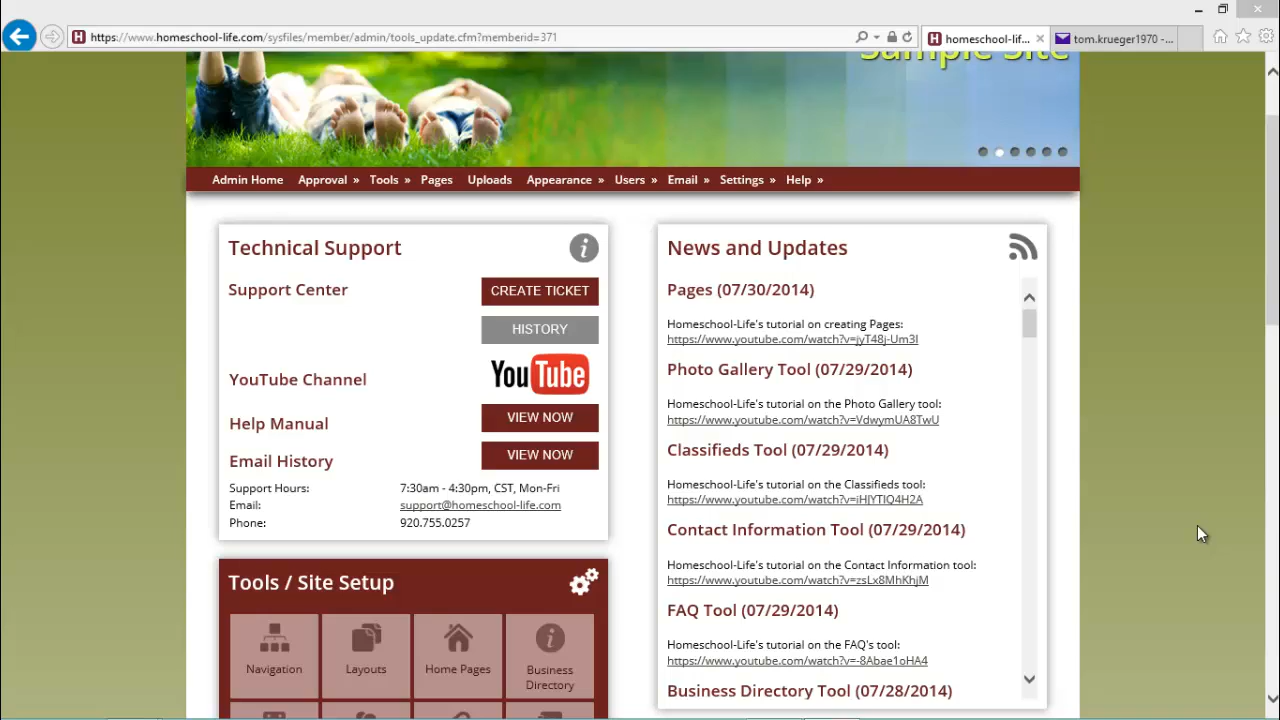 https://www.homeschool-life.com/sysfiles/member/admin/tools_update.cfm?memberid=371
homeschool-lif...
tom.krueger1970 -...
Sample Site
Admin Home Approval » Tools » Pages Uploads Appearance » Users » Email » Settings » Help »
Technical Support
Support Center
CREATE TICKET
HISTORY
YouTube Channel
YouTube
Help Manual
VIEW NOW
Email History
VIEW NOW
Support Hours: 7:30am - 4:30pm, CST, Mon-Fri
Email: support@homeschool-life.com
Phone: 920.755.0257
Tools / Site Setup
Navigation
Layouts
Home Pages
Business
Directory
News and Updates
Pages (07/30/2014)
Homeschool-Life's tutorial on creating Pages:
https://www.youtube.com/watch?v=jyT48j-Um3I
Photo Gallery Tool (07/29/2014)
Homeschool-Life's tutorial on the Photo Gallery tool:
https://www.youtube.com/watch?v=VdwymUA8TwU
Classifieds Tool (07/29/2014)
Homeschool-Life's tutorial on the Classifieds tool:
https://www.youtube.com/watch?v=iHJYTIQ4H2A
Contact Information Tool (07/29/2014)
Homeschool-Life's tutorial on the Contact Information tool:
https://www.youtube.com/watch?v=zsLx8MhKhjM
FAQ Tool (07/29/2014)
Homeschool-Life's tutorial on the FAQ's tool:
https://www.youtube.com/watch?v=-8Abae1oHA4
Business Directory Tool (07/28/2014)